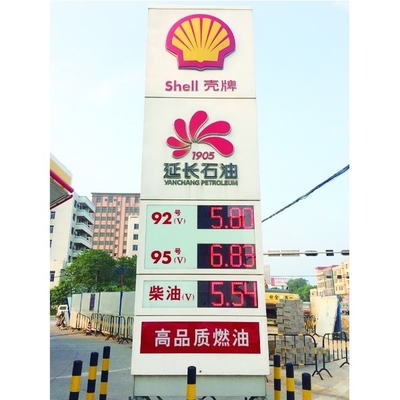 Shell 壳牌
1905
延长石油
YANCHANG PETROLEUM
92号(V) 5.80
95号(V) 6.83
柴油(V) 5.54
高品质燃油